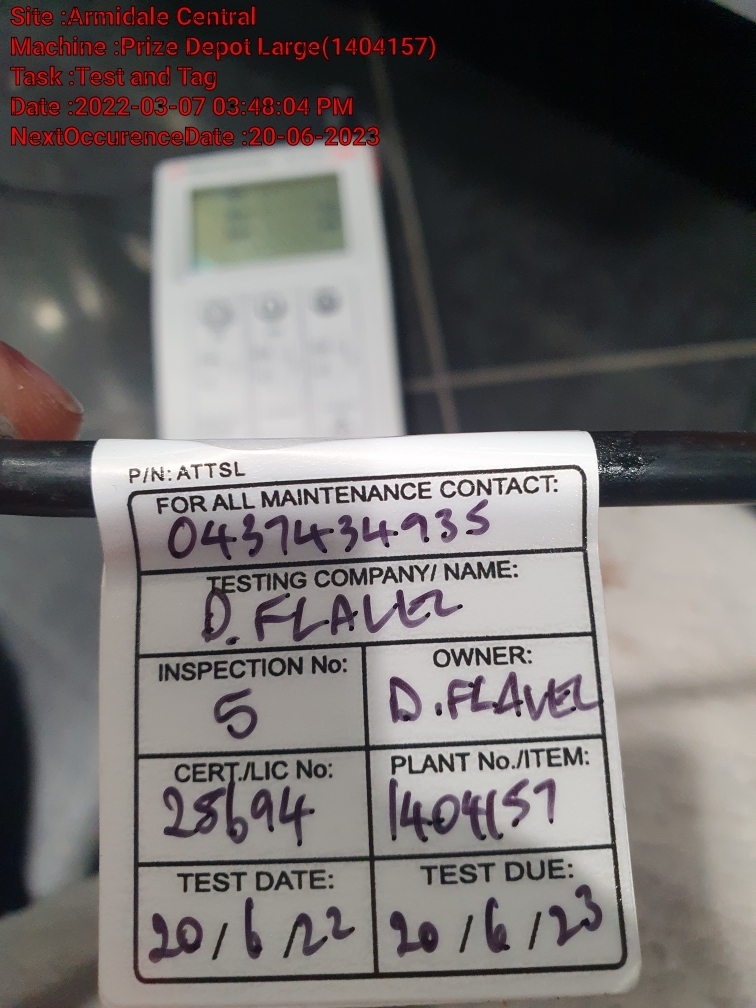 Site :Armidale Central
Machine :Prize Depot Large(1404157)
Task :Test and Tag
Date :2022-03-07 03:48:04 PM
NextOccurenceDate :20-06-2023
P/N: ATTSL
FOR ALL MAINTENANCE CONTACT:
0437434935
TESTING COMPANY/ NAME:
D. FLAVEL
INSPECTION No:
5
OWNER:
D. FLAVEL
CERT./LIC No:
28694
PLANT No./ITEM:
1404157
TEST DATE:
20/6/22
TEST DUE:
20/6/23